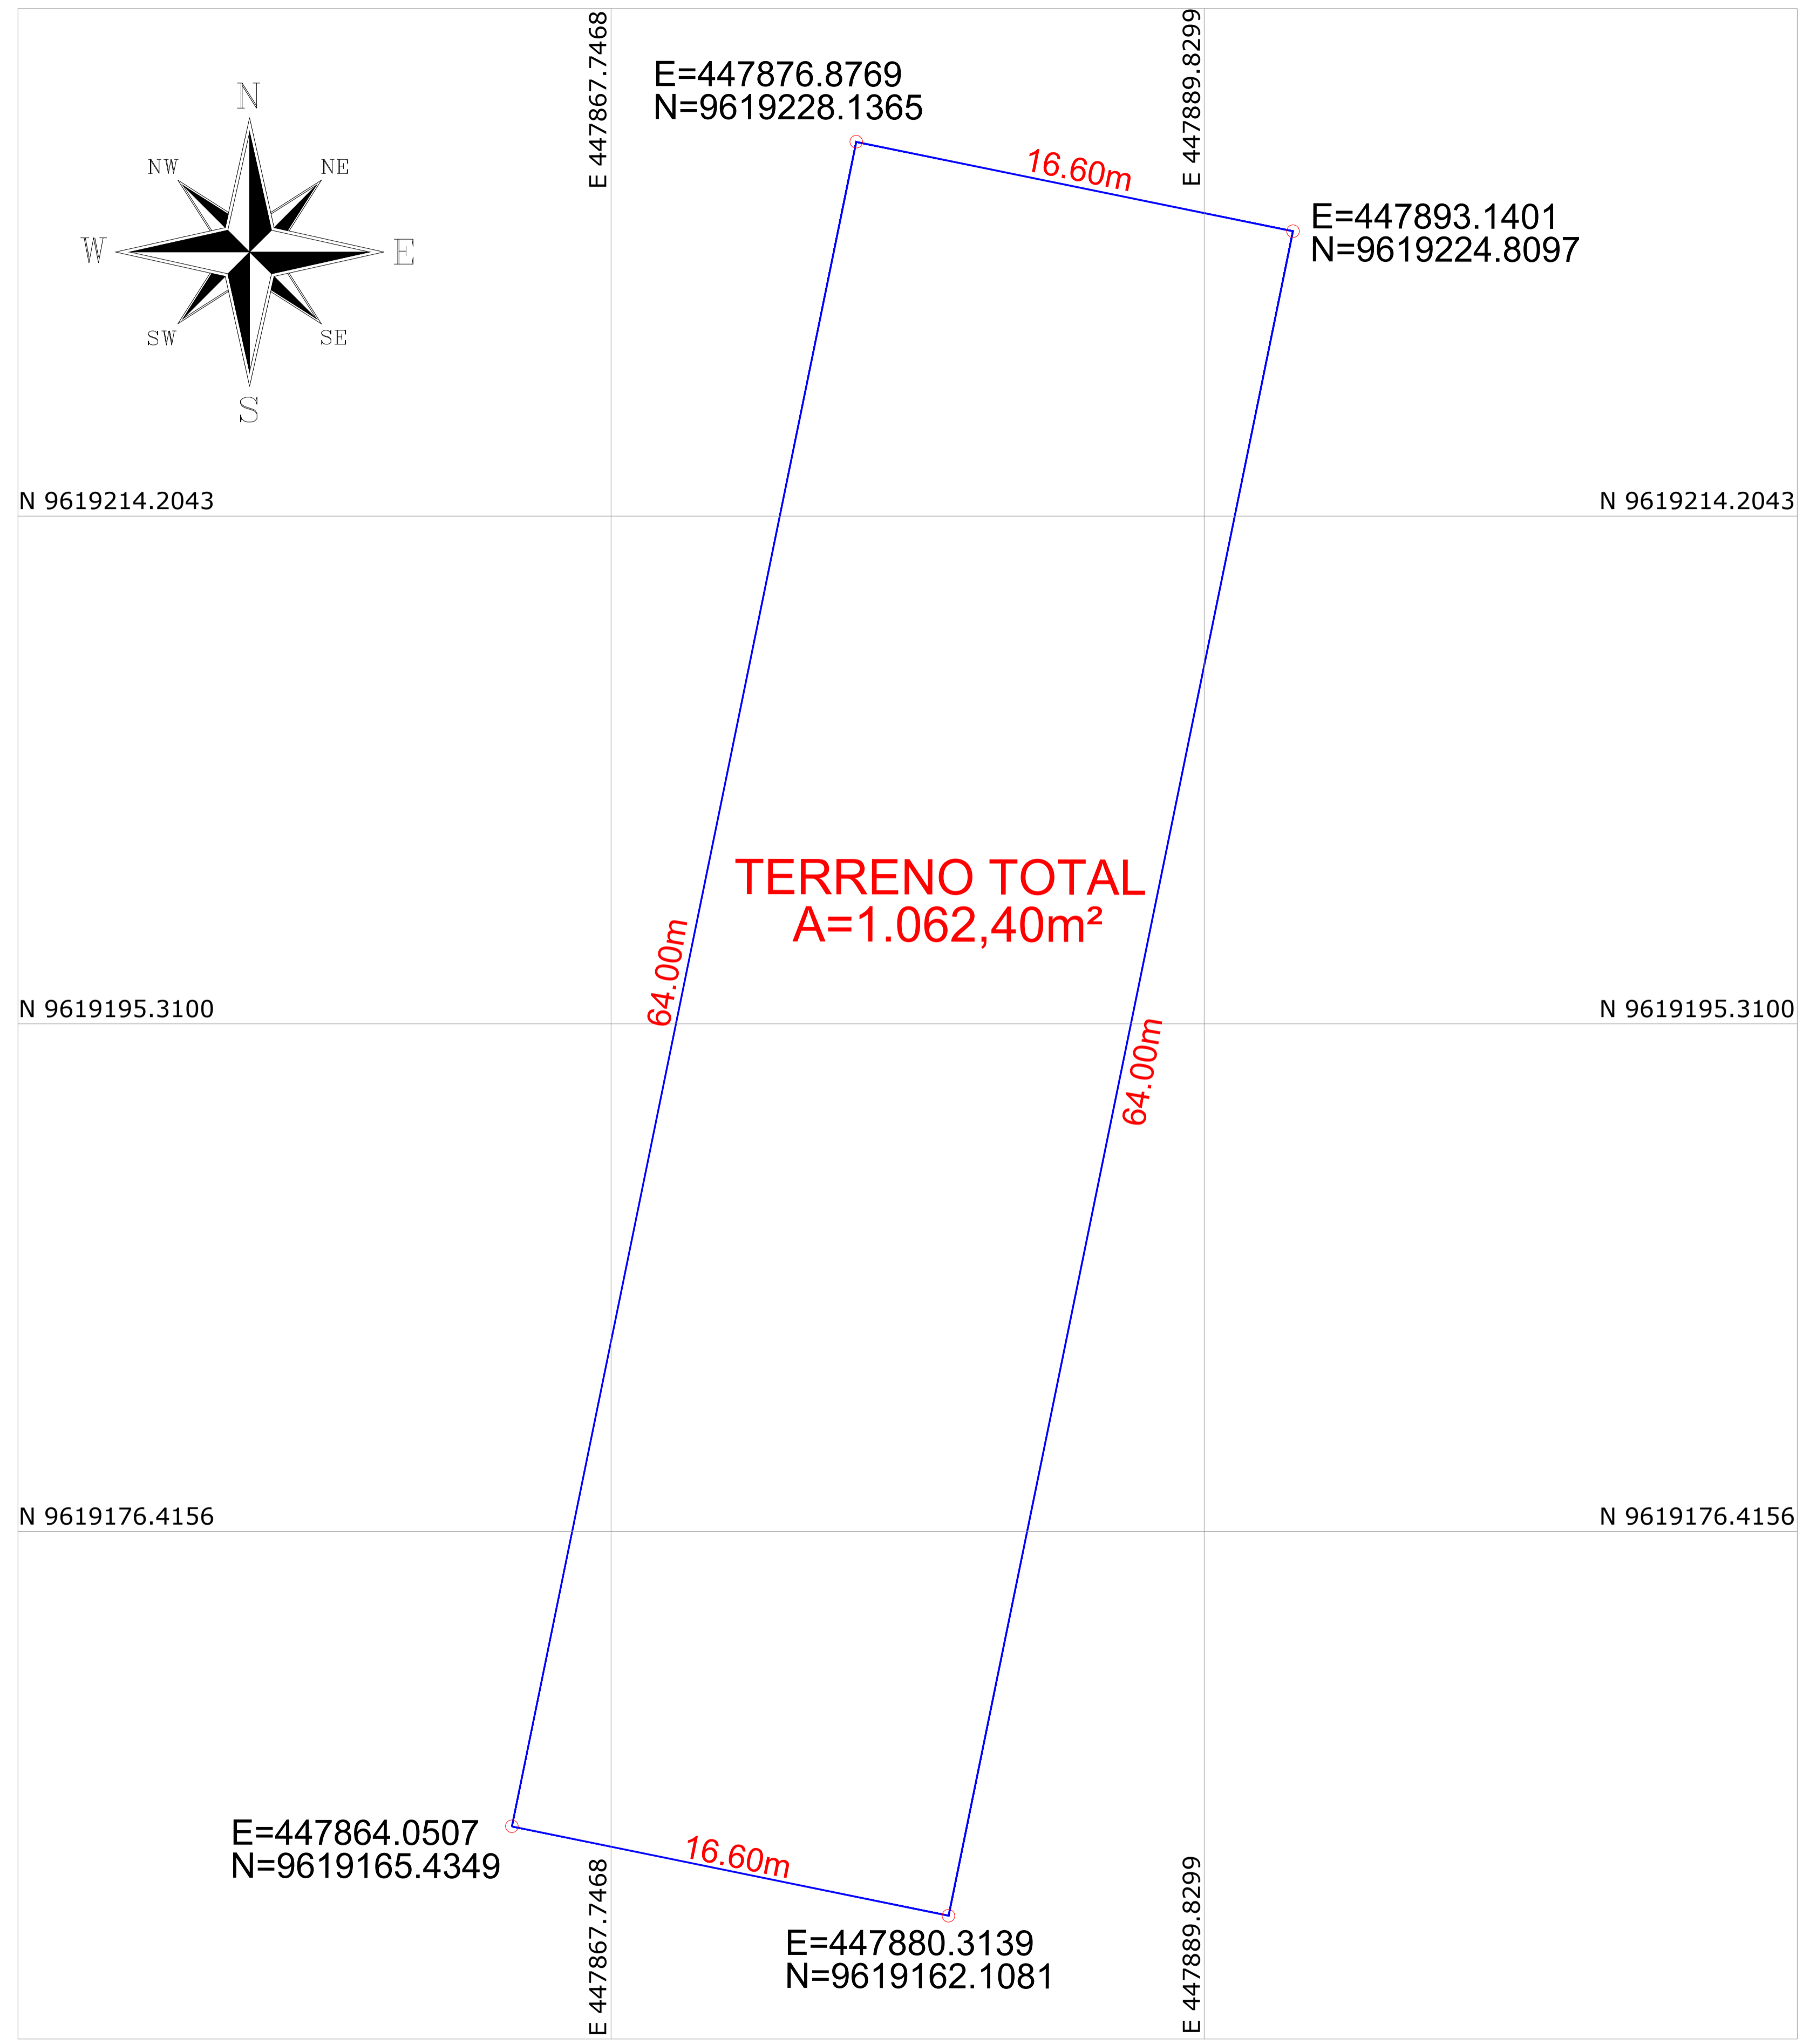 E 447867.7468
E 447889.8299
E=447876.8769
N=9619228.1365
N
NW
NE
W
E
SW
SE
S
16.60m
E=447893.1401
N=9619224.8097
N 9619214.2043
N 9619214.2043
TERRENO TOTAL
A=1.062,40m²
64.00m
N 9619195.3100
N 9619195.3100
64.00m
N 9619176.4156
N 9619176.4156
E=447864.0507
N=9619165.4349
16.60m
E 447867.7468
E 447889.8299
E=447880.3139
N=9619162.1081